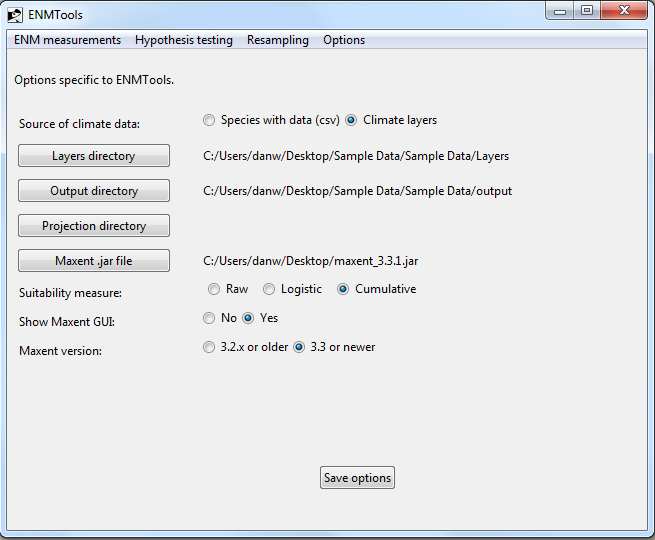 ENMTools
ENM measurements Hypothesis testing Resampling Options
Options specific to ENMTools.
Source of climate data: Species with data (csv) Climate layers
Layers directory C:/Users/danw/Desktop/Sample Data/Sample Data/Layers
Output directory C:/Users/danw/Desktop/Sample Data/Sample Data/output
Projection directory
Maxent .jar file C:/Users/danw/Desktop/maxent_3.3.1.jar
Suitability measure: Raw Logistic Cumulative
Show Maxent GUI: No Yes
Maxent version: 3.2.x or older 3.3 or newer
Save options